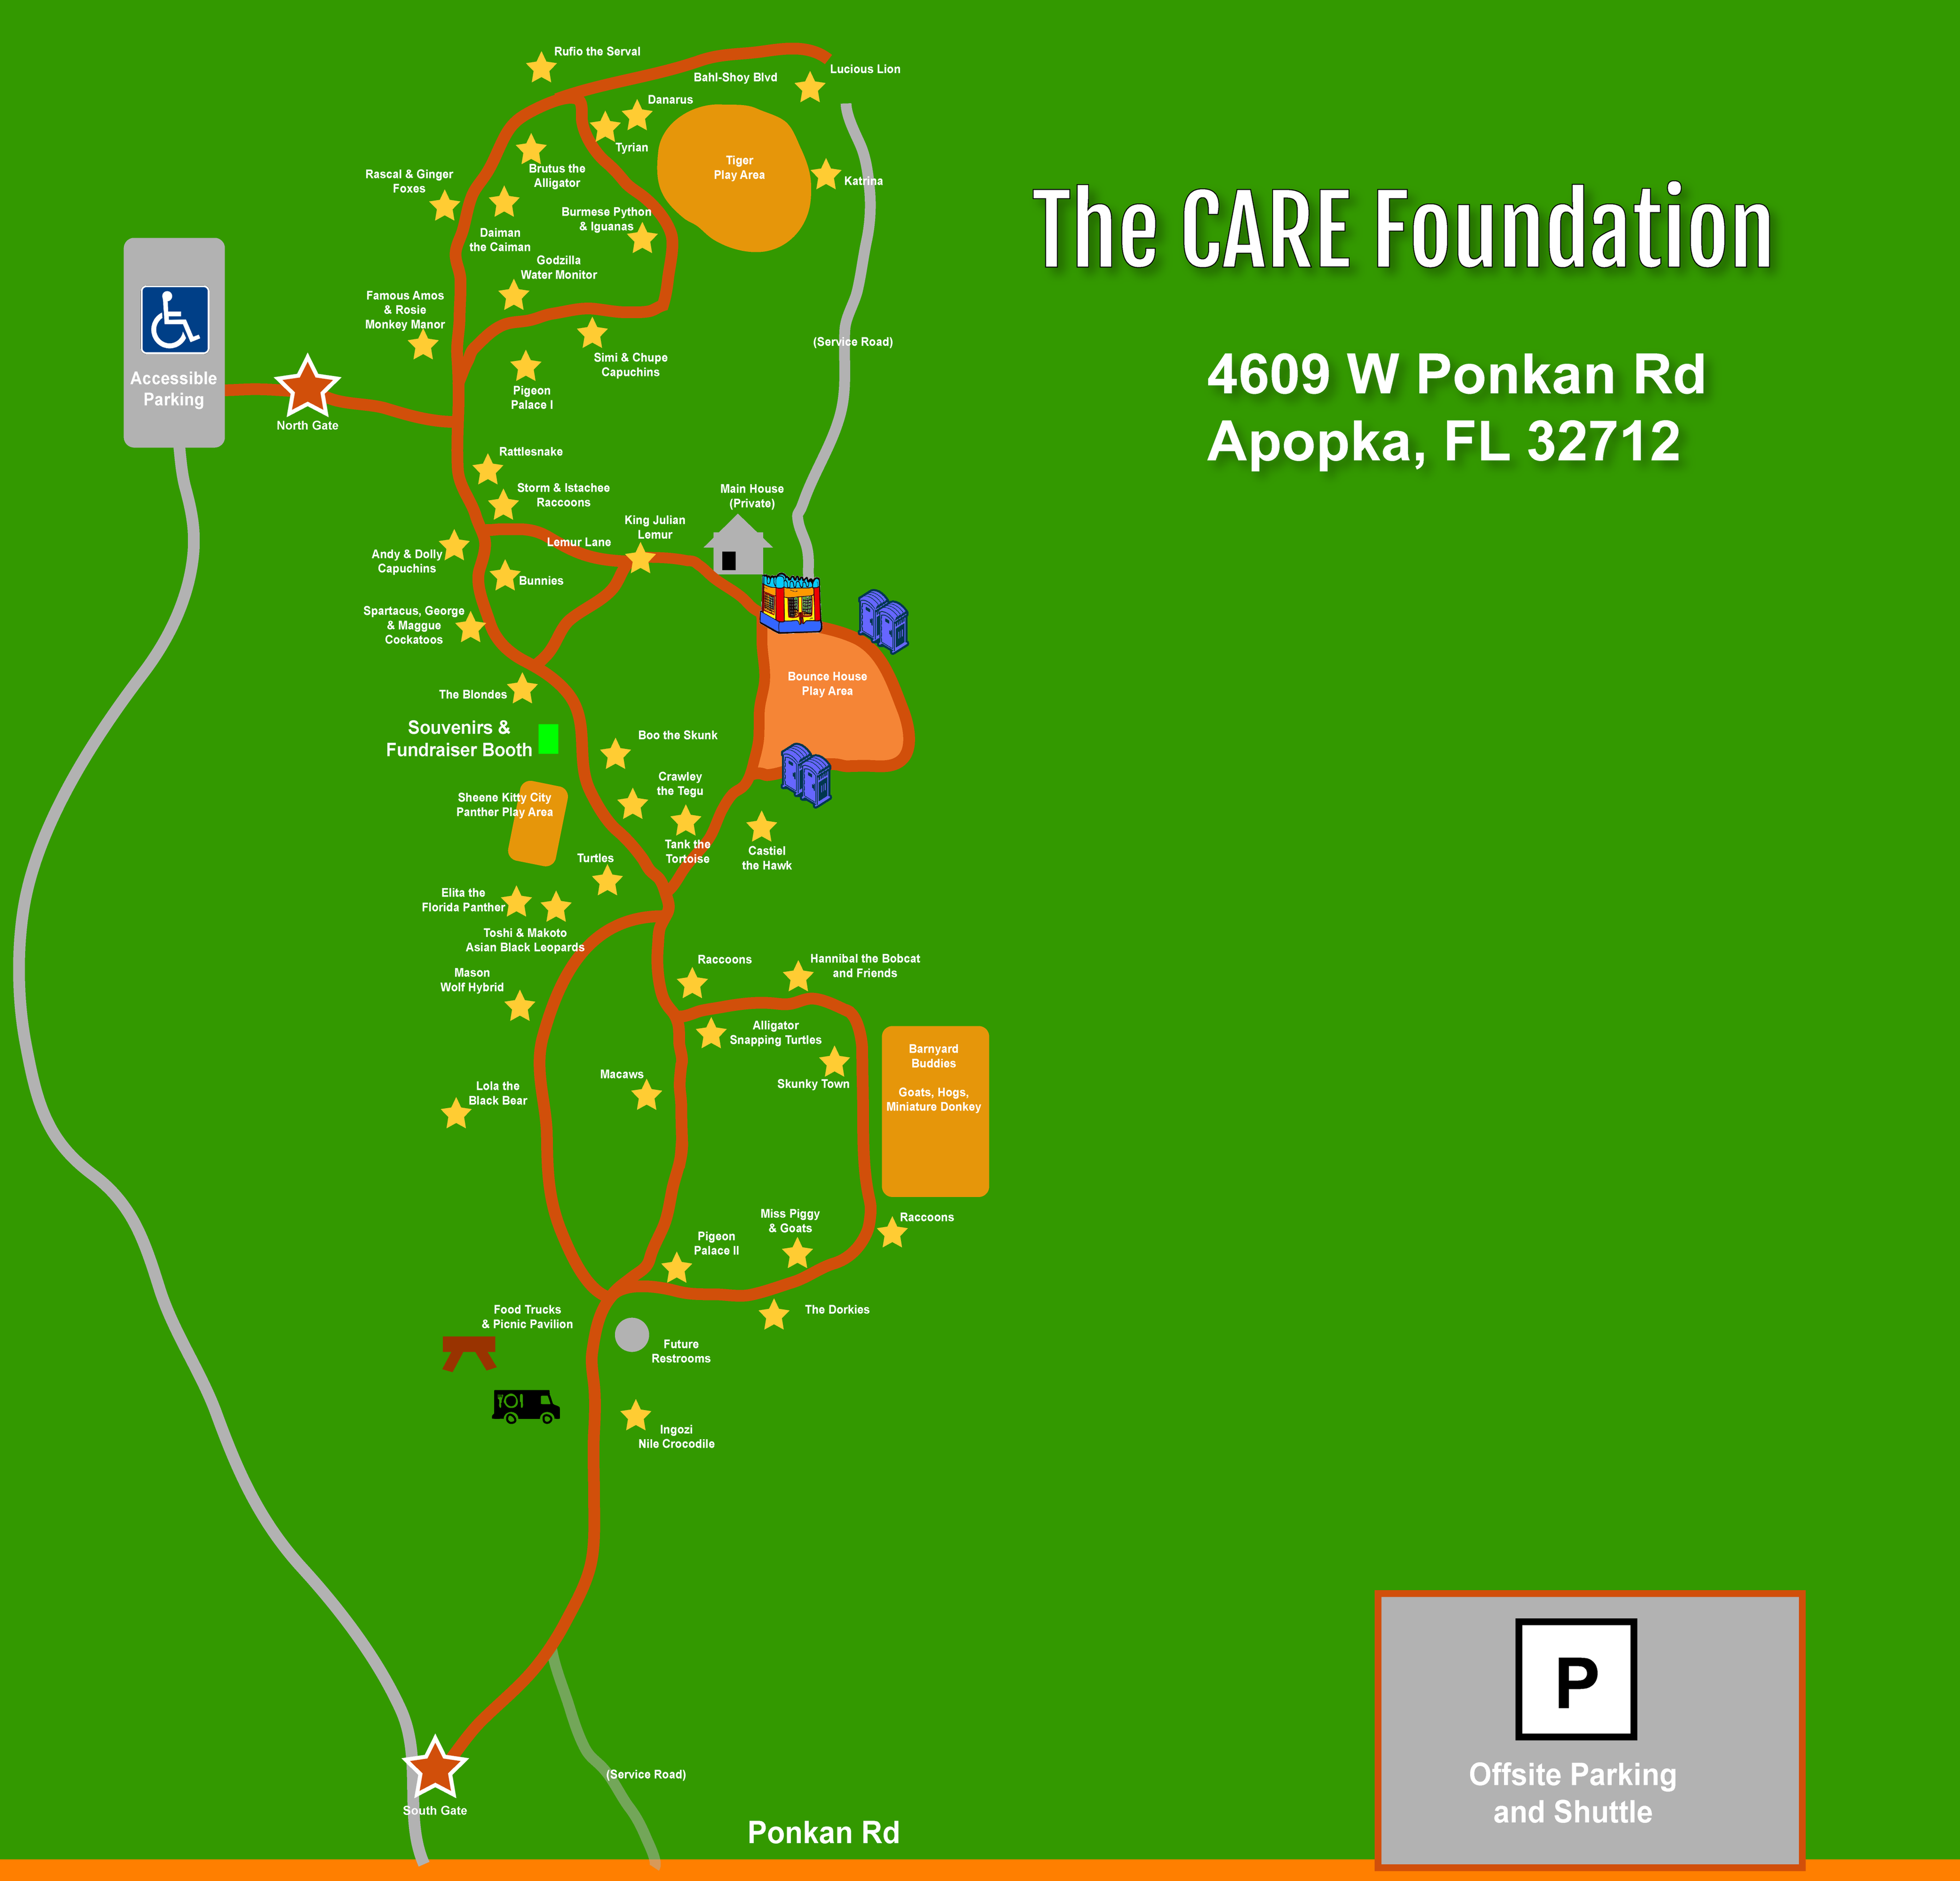 Rufio the Serval
Bahl-Shoy Blvd
Lucious Lion
Danarus
Tyrian
Tiger
Play Area
Katrina
Brutus the
Alligator
Rascal & Ginger
Foxes
Burmese Python
& Iguanas
Daiman
the Caiman
Godzilla
Water Monitor
Famous Amos
& Rosie
Monkey Manor
Simi & Chupe
Capuchins
Pigeon
Palace I
(Service Road)
The CARE Foundation
4609 W Ponkan Rd
Apopka, FL 32712
Accessible
Parking
North Gate
Rattlesnake
Storm & Istachee
Raccoons
Main House
(Private)
King Julian
Lemur
Lemur Lane
Andy & Dolly
Capuchins
Bunnies
Spartacus, George
& Maggue
Cockatoos
Bounce House
Play Area
The Blondes
Souvenirs &
Fundraiser Booth
Boo the Skunk
Crawley
the Tegu
Sheene Kitty City
Panther Play Area
Tank the
Tortoise
Castiel
the Hawk
Turtles
Elita the
Florida Panther
Toshi & Makoto
Asian Black Leopards
Mason
Wolf Hybrid
Raccoons
Hannibal the Bobcat
and Friends
Alligator
Snapping Turtles
Skunky Town
Barnyard
Buddies
Goats, Hogs,
Miniature Donkey
Macaws
Lola the
Black Bear
Miss Piggy
& Goats
Raccoons
Pigeon
Palace II
The Dorkies
Food Trucks
& Picnic Pavilion
Future
Restrooms
Ingozi
Nile Crocodile
(Service Road)
South Gate
Ponkan Rd
P
Offsite Parking
and Shuttle